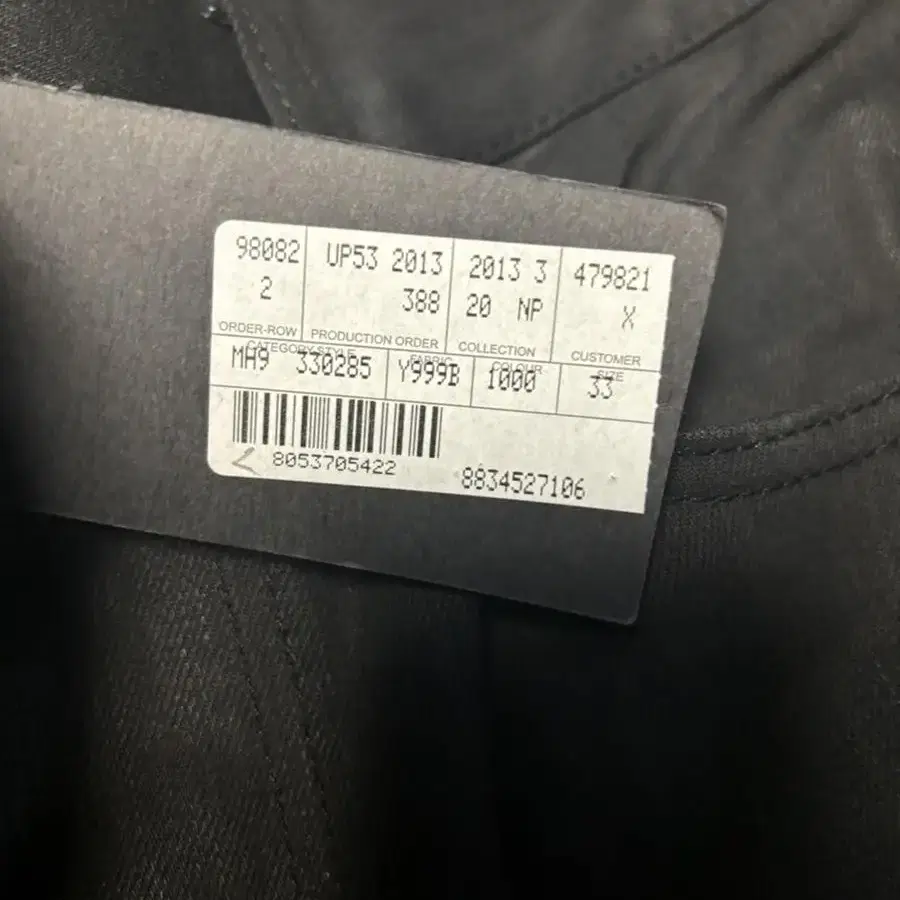 98082 UP53 2013 2013 3 479821
2 388 20 NP X
ORDER-ROW PRODUCTION ORDER COLLECTION CUSTOMER
CATEGORY STYLE FABRIC COLOUR SIZE
MA9 330285 Y999B 1000 33
8053705422 8834527106